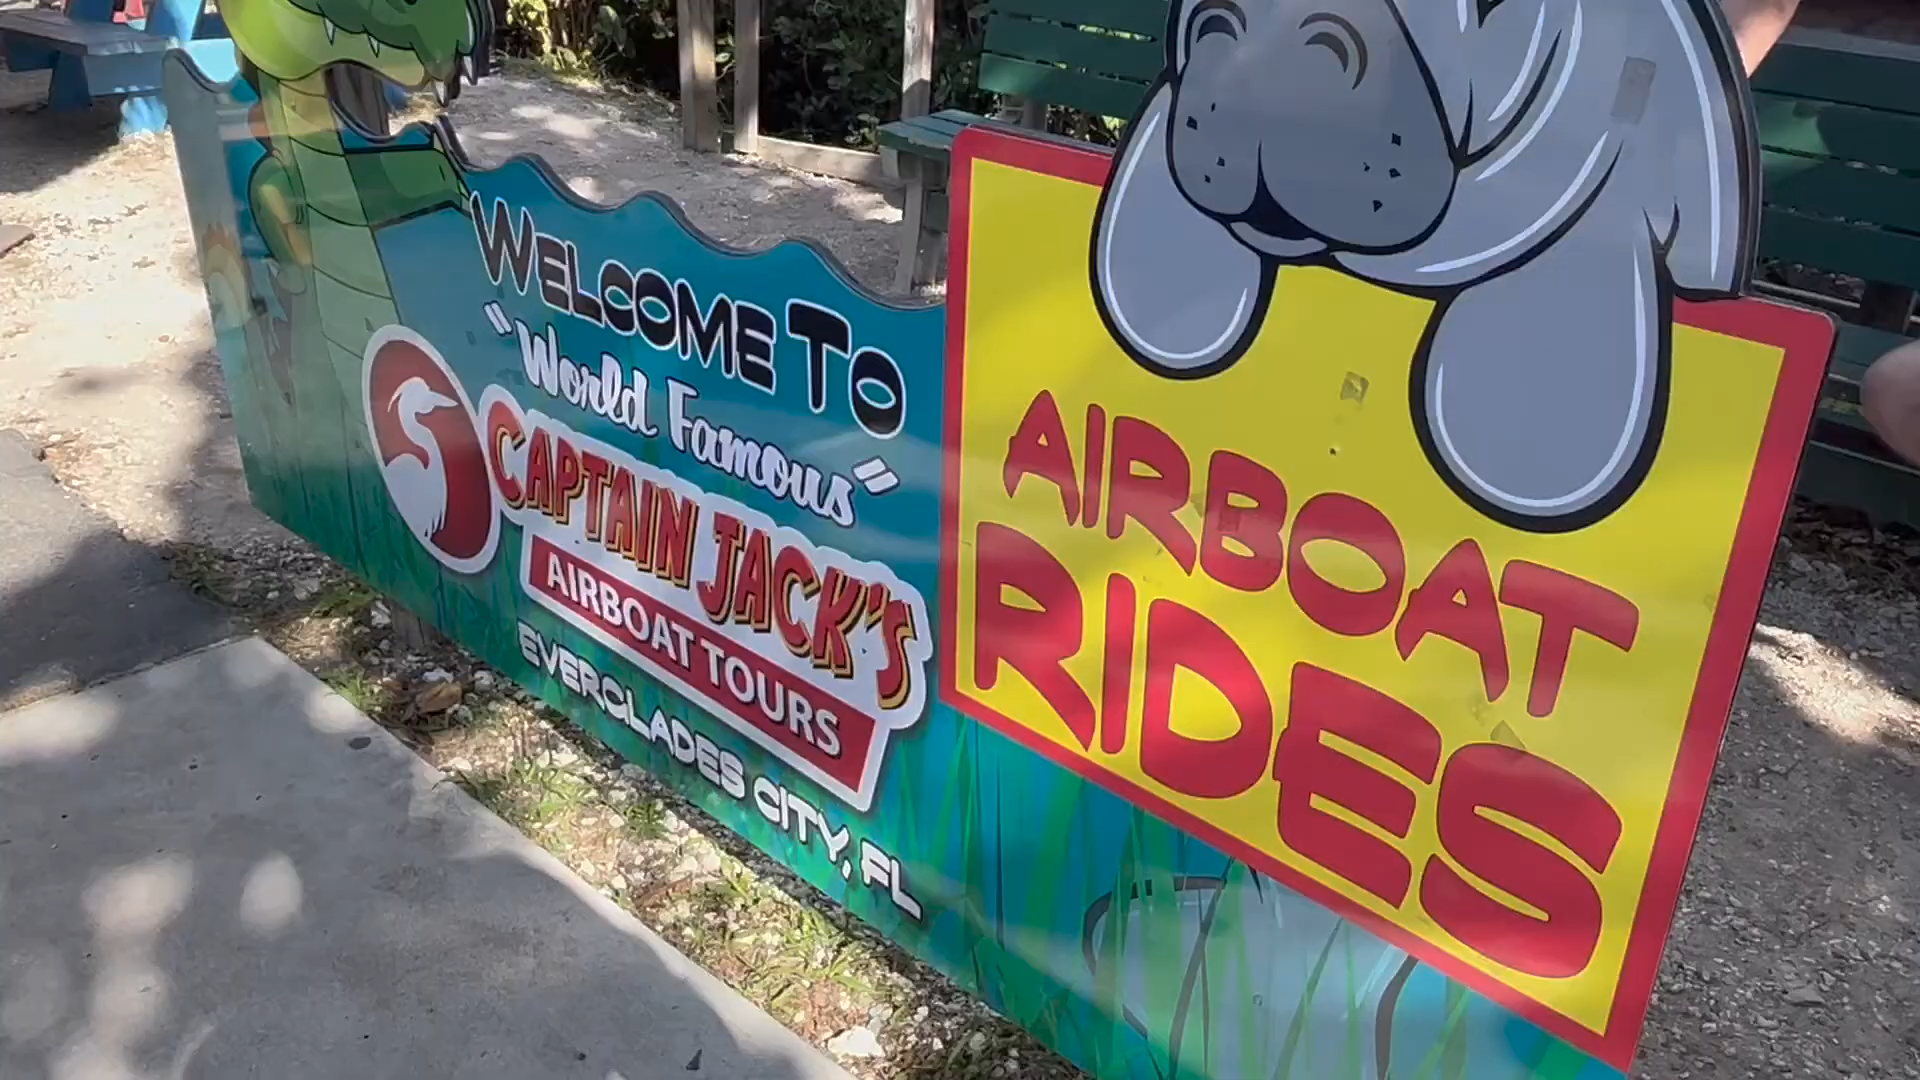 WELCOME TO
"World Famous"
CAPTAIN JACK'S
AIRBOAT TOURS
EVERGLADES CITY, FL
AIRBOAT
RIDES